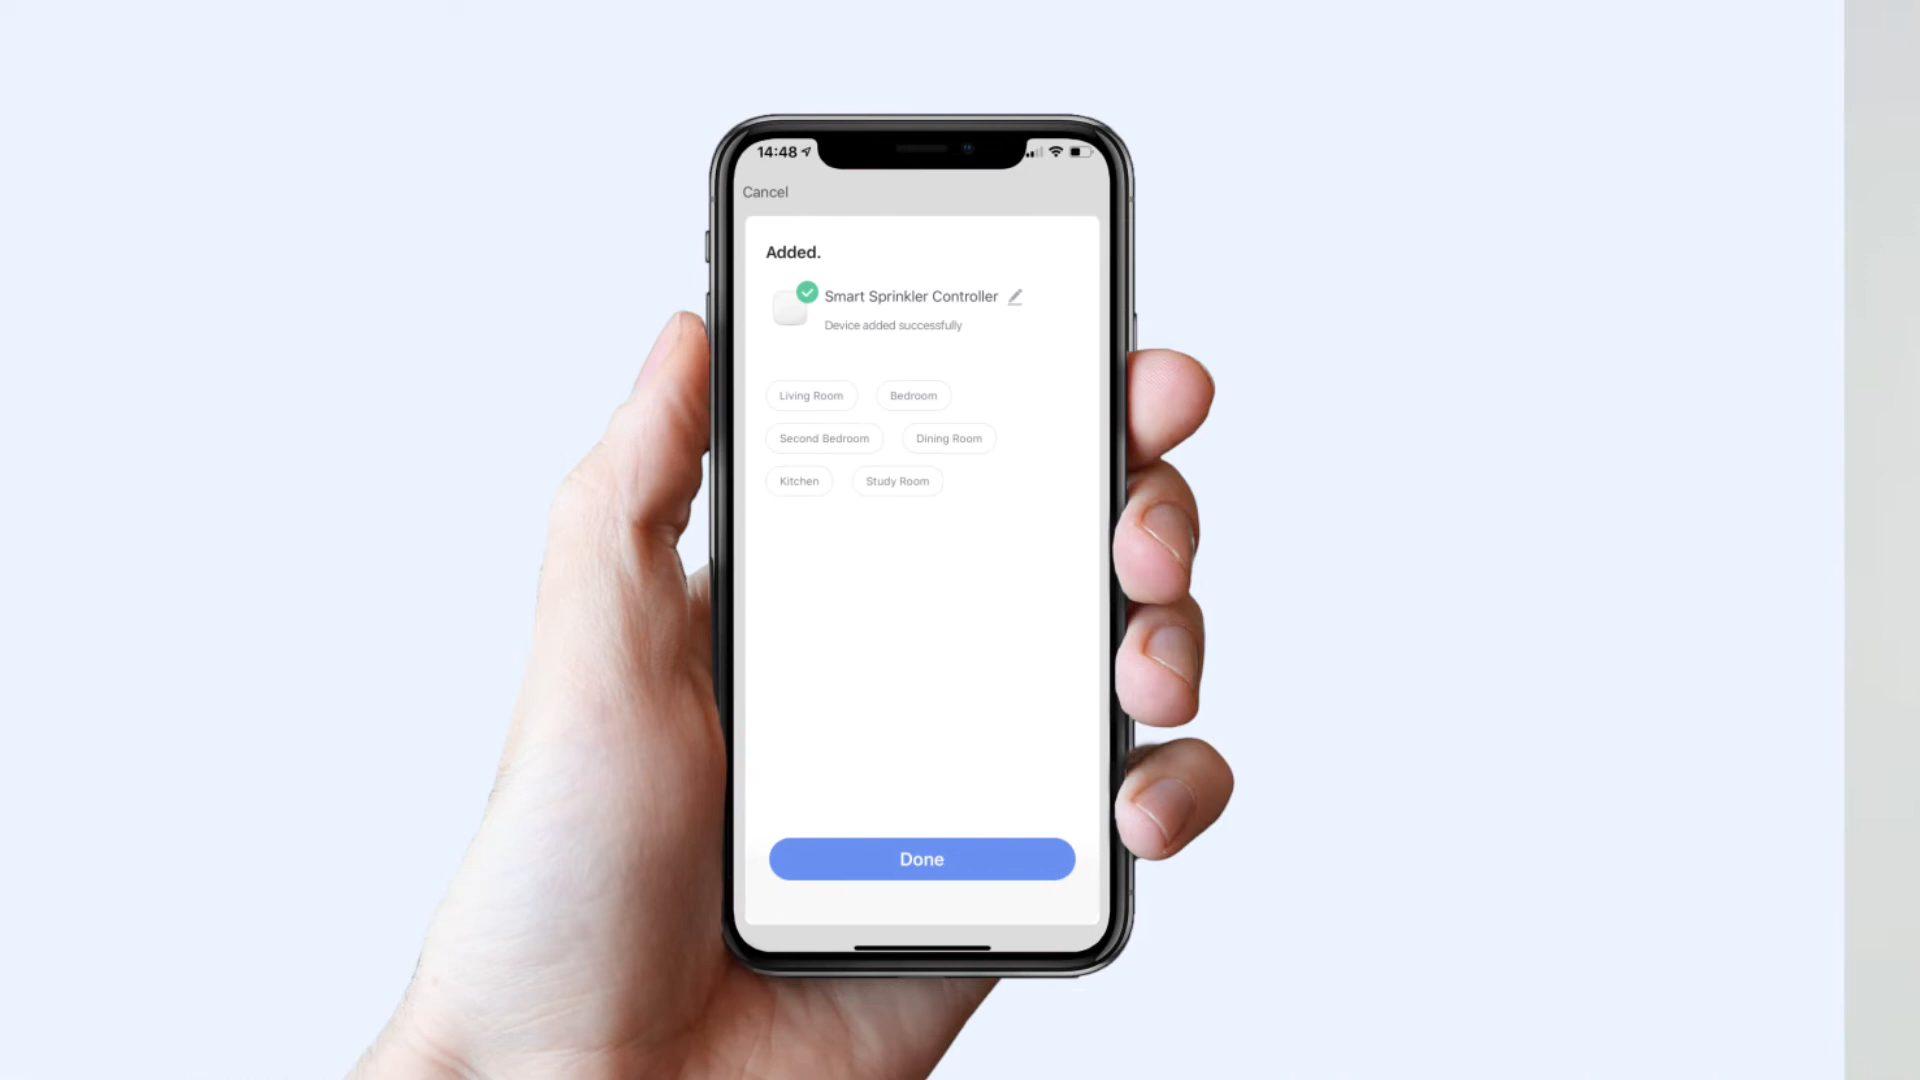 14:48
Cancel
Added.
Smart Sprinkler Controller
Device added successfully
Living Room Bedroom
Second Bedroom Dining Room
Kitchen Study Room
Done